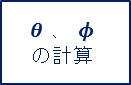 θ 、 ϕ
の計算